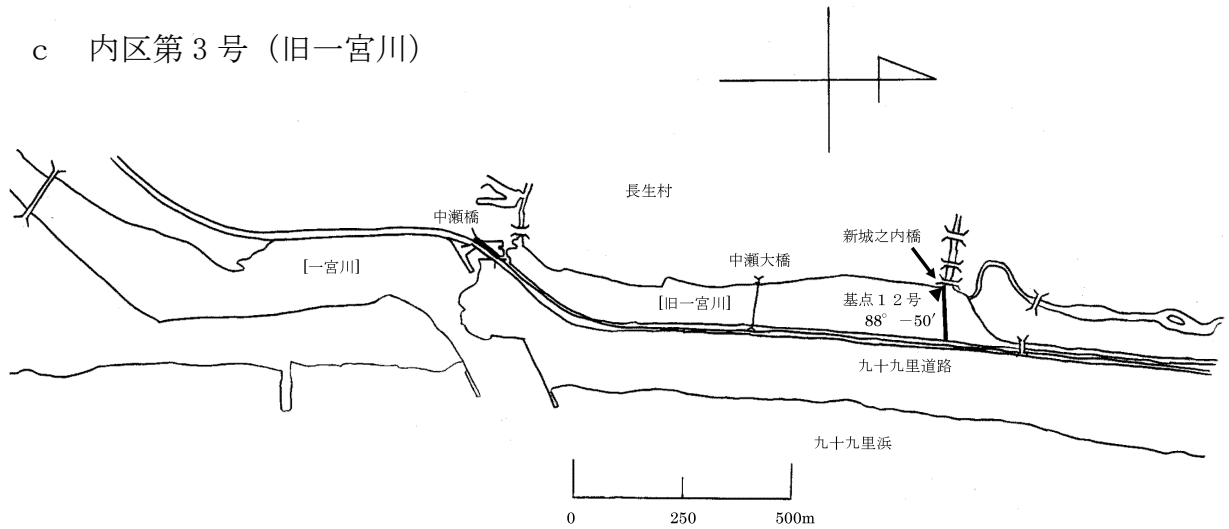 c　内区第３号（旧一宮川）
長生村
中瀬橋
新城之内橋
中瀬大橋
[一宮川]
[旧一宮川]
基点１２号
88°－50′
九十九里道路
九十九里浜
0 250 500m